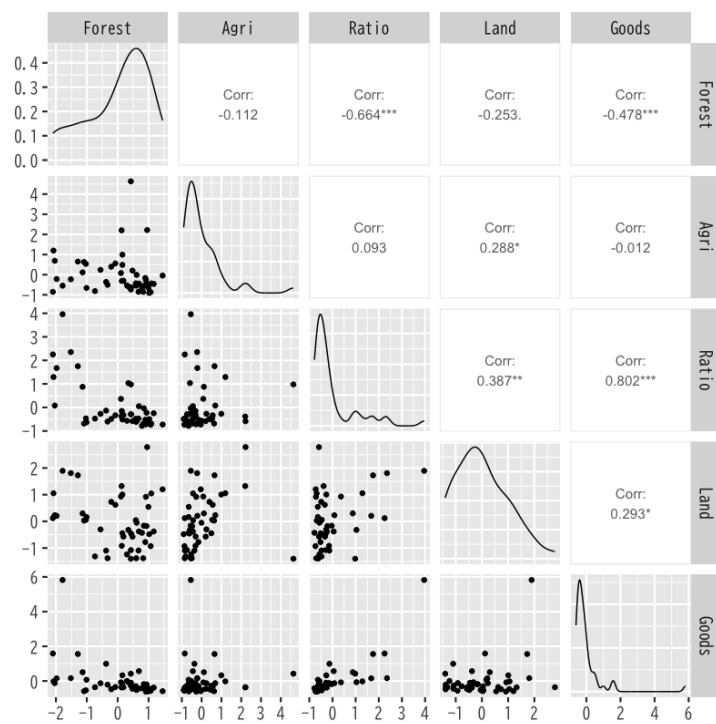 Forest Agri Ratio Land Goods
0.4
0.3
0.2
0.1
0.0
Corr:
-0.112
Corr:
-0.664***
Corr:
-0.253.
Corr:
-0.478***
Forest
4
3
2
1
0
-1
Corr:
0.093
Corr:
0.288*
Corr:
-0.012
Agri
4
3
2
1
0
-1
Corr:
0.387**
Corr:
0.802***
Ratio
2
1
0
-1
Corr:
0.293*
Land
6
4
2
0
Goods
-2 -1 0 1
-1 0 1 2 3 4
-1 0 1 2 3 4
-1 0 1 2
0 2 4 6